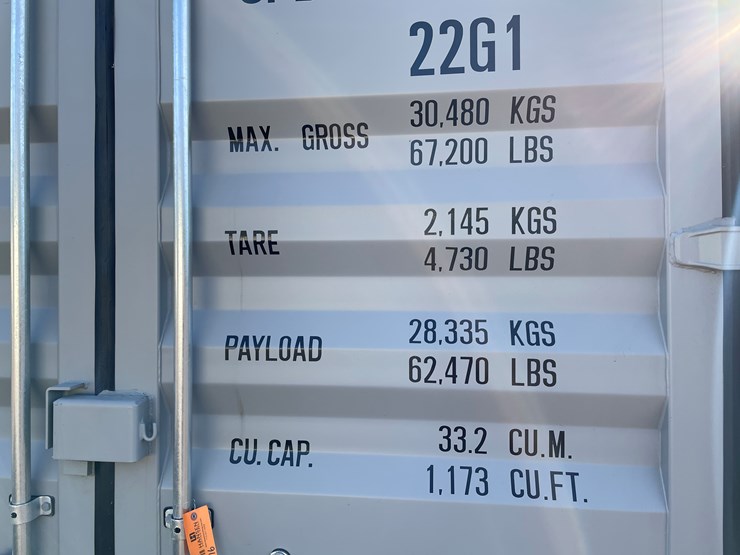 22G1
MAX. GROSS 30,480 KGS
67,200 LBS
TARE 2,145 KGS
4,730 LBS
PAYLOAD 28,335 KGS
62,470 LBS
CU. CAP. 33.2 CU.M.
1,173 CU.FT.